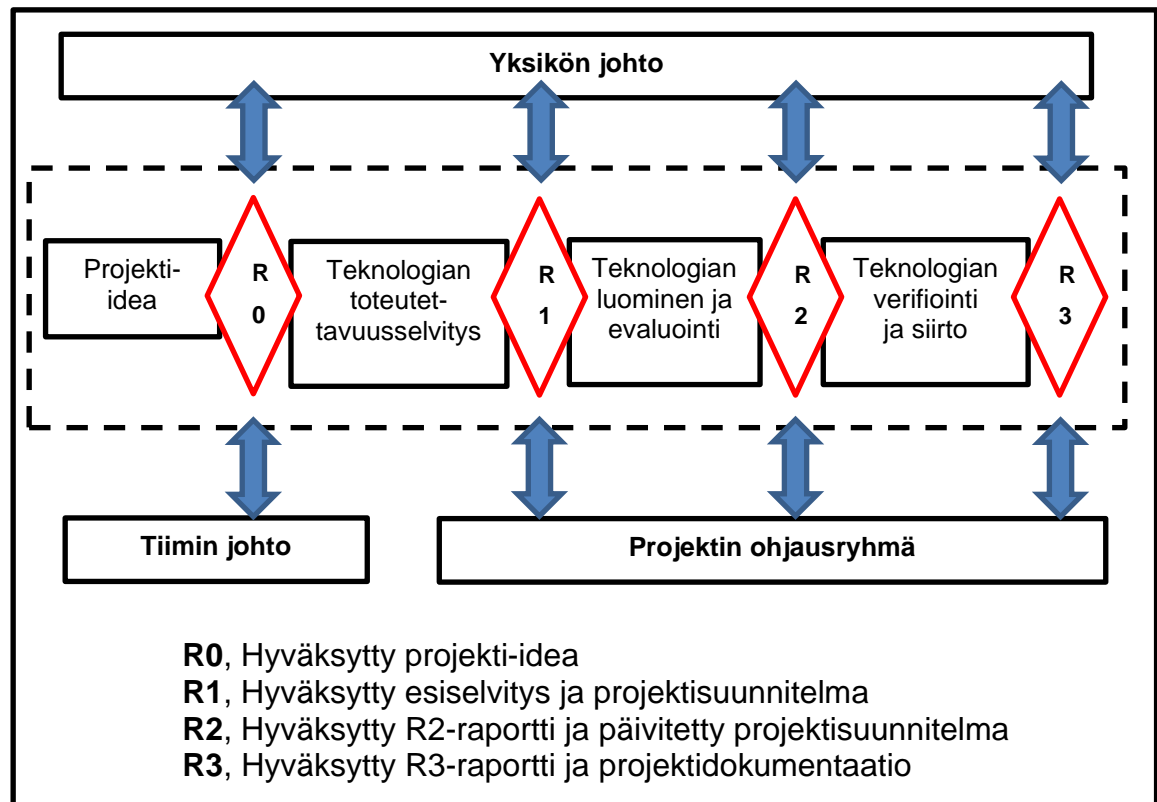 Yksikön johto
Projekti-
idea
R
0
Teknologian
toteutet-
tavuusselvitys
R
1
Teknologian
luominen ja
evaluointi
R
2
Teknologian
verifiointi
ja siirto
R
3
Tiimin johto
Projektin ohjausryhmä
R0, Hyväksytty projekti-idea
R1, Hyväksytty esiselvitys ja projektisuunnitelma
R2, Hyväksytty R2-raportti ja päivitetty projektisuunnitelma
R3, Hyväksytty R3-raportti ja projektidokumentaatio